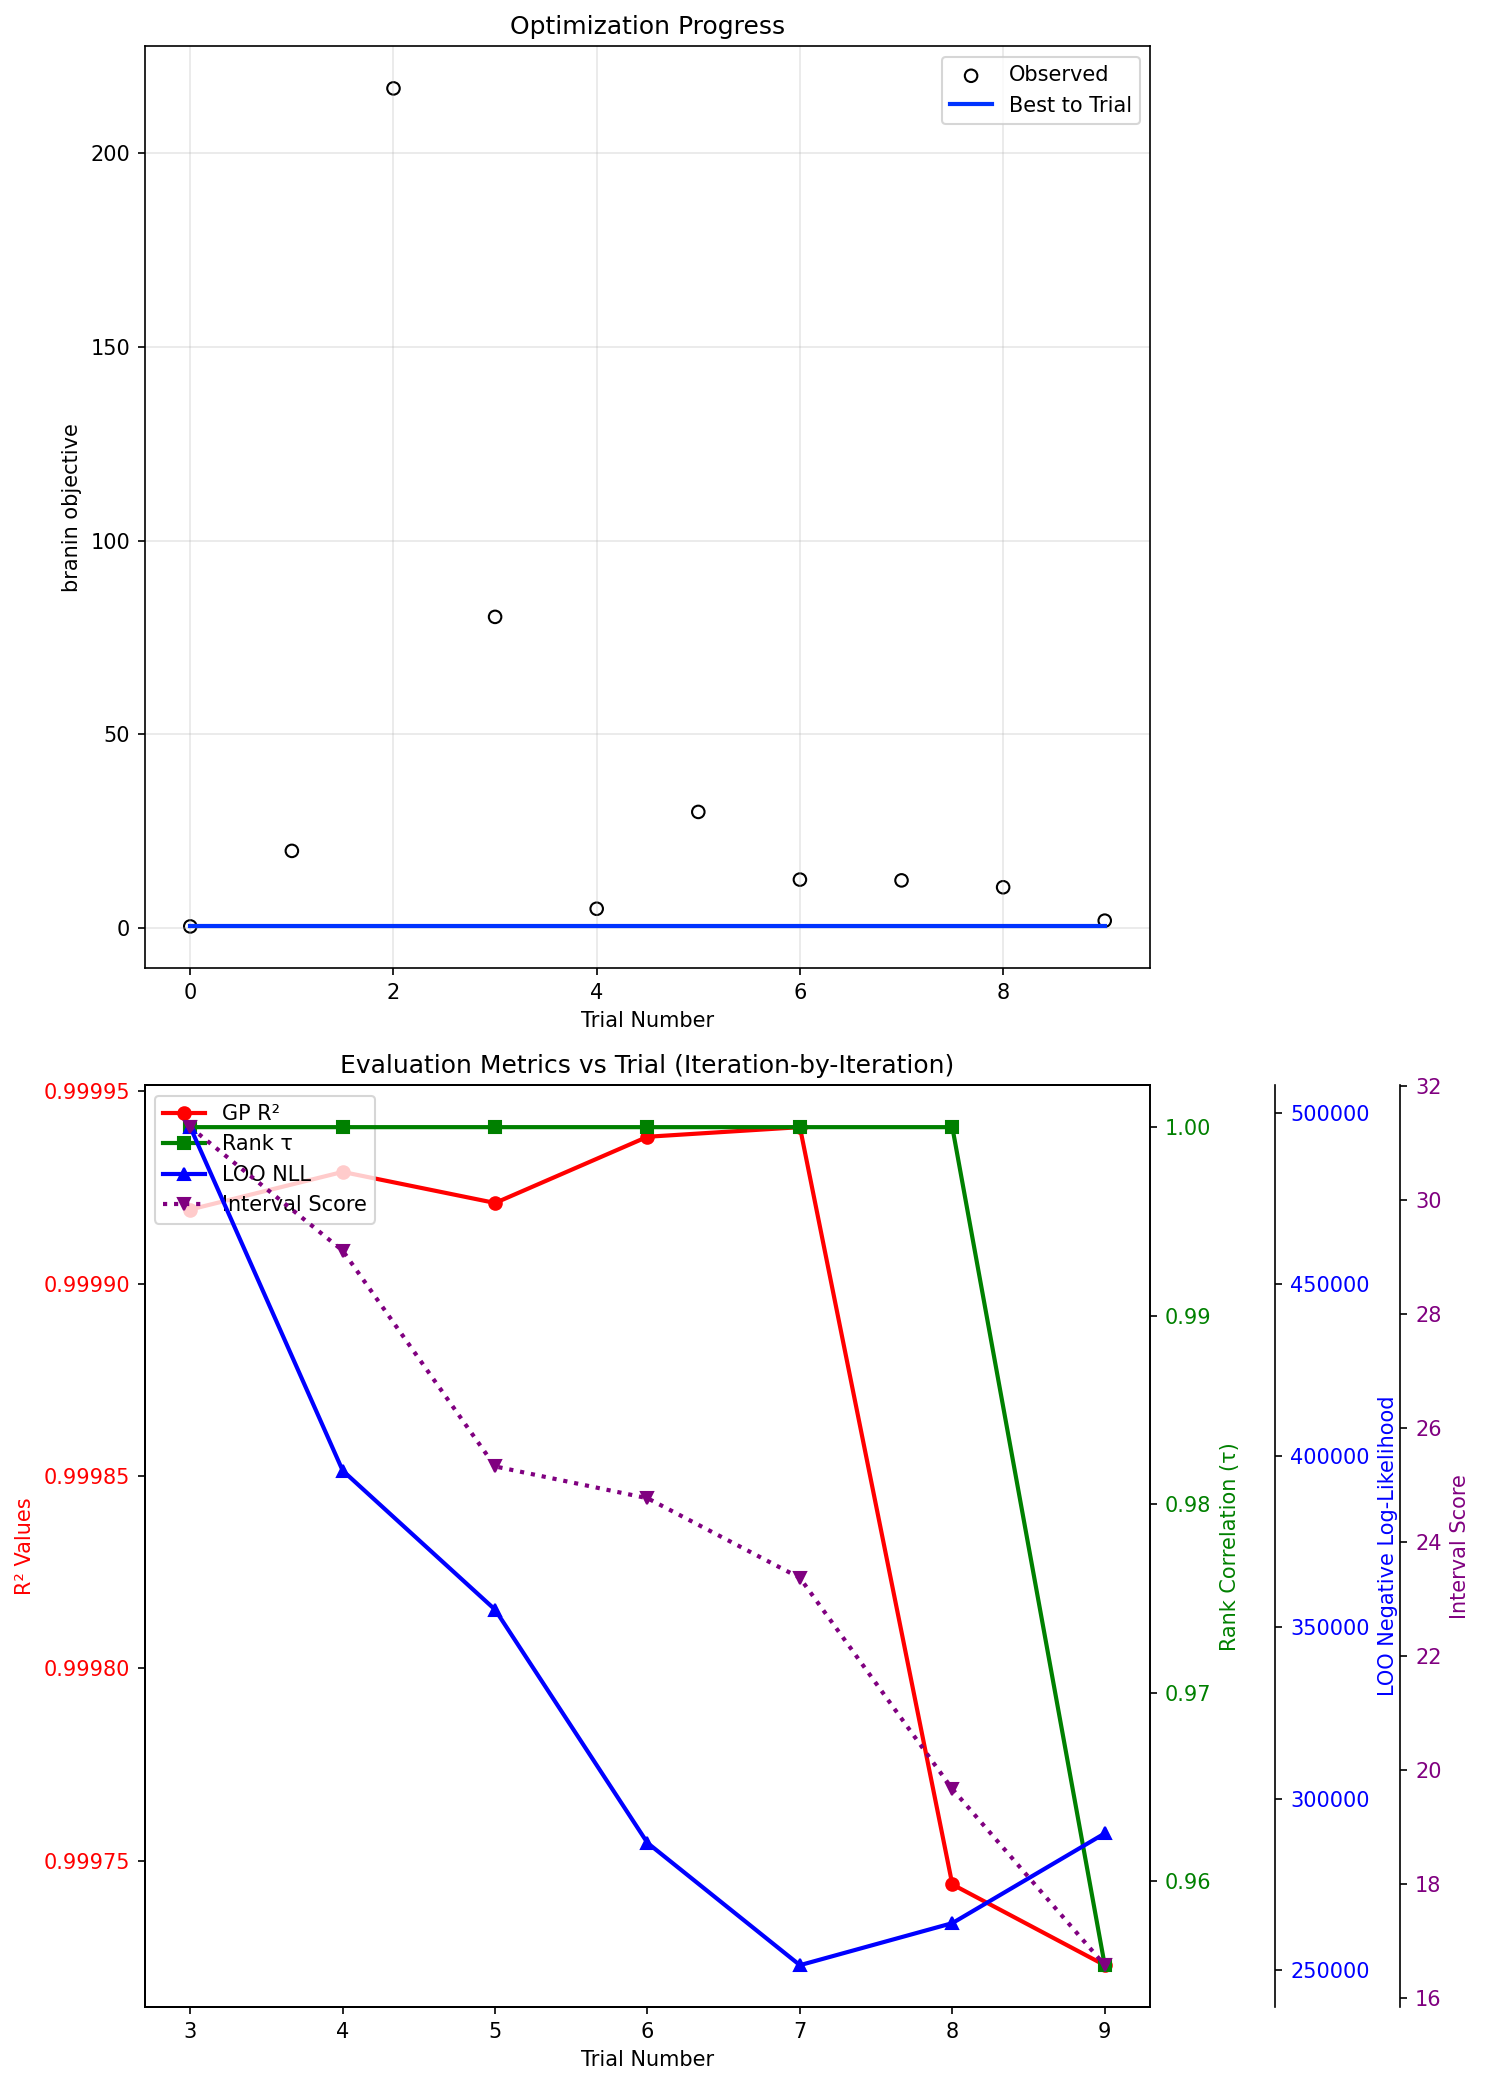 Optimization Progress
Observed
Best to Trial
200
150
100
50
0
branin objective
0 2 4 6 8
Trial Number
Evaluation Metrics vs Trial (Iteration-by-Iteration)
GP R²
Rank τ
LOO NLL
Interval Score
0.99995
0.99990
0.99985
0.99980
0.99975
R² Values
1.00
0.99
0.98
0.97
0.96
Rank Correlation (τ)
500000
450000
400000
350000
300000
250000
LOO Negative Log-Likelihood
32
30
28
26
24
22
20
18
16
Interval Score
3 4 5 6 7 8 9
Trial Number